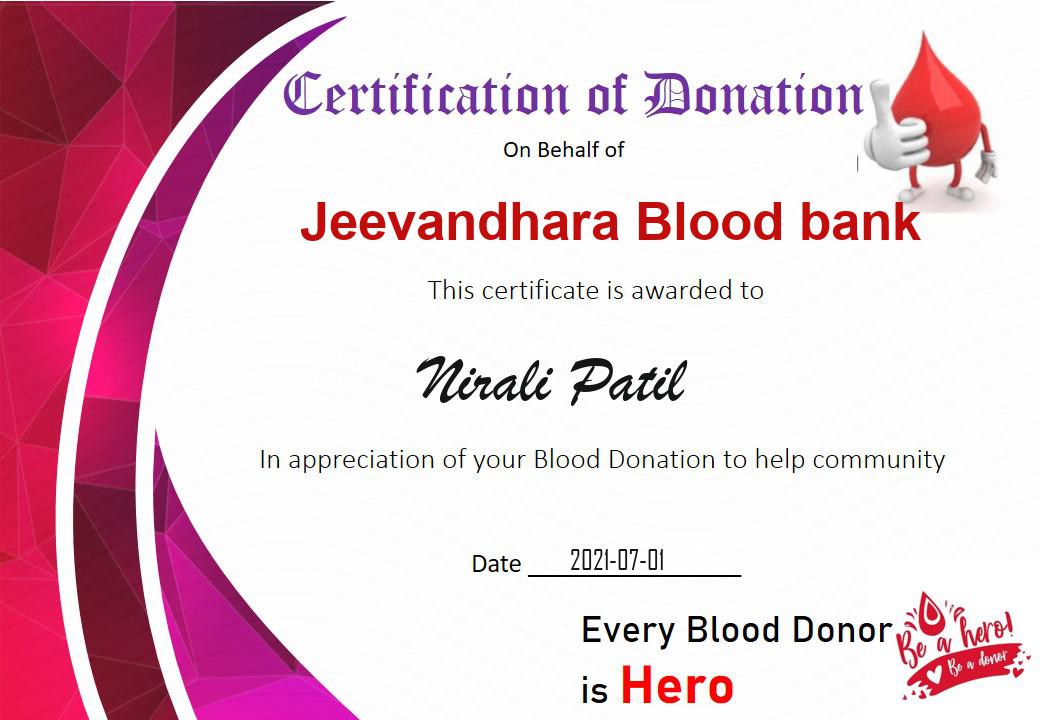 Certification of Donation
On Behalf of
Jeevandhara Blood bank
This certificate is awarded to
Nirali Patil
In appreciation of your Blood Donation to help community
Date 2021-07-01
Every Blood Donor
is Hero
Be a hero!
Be a donor